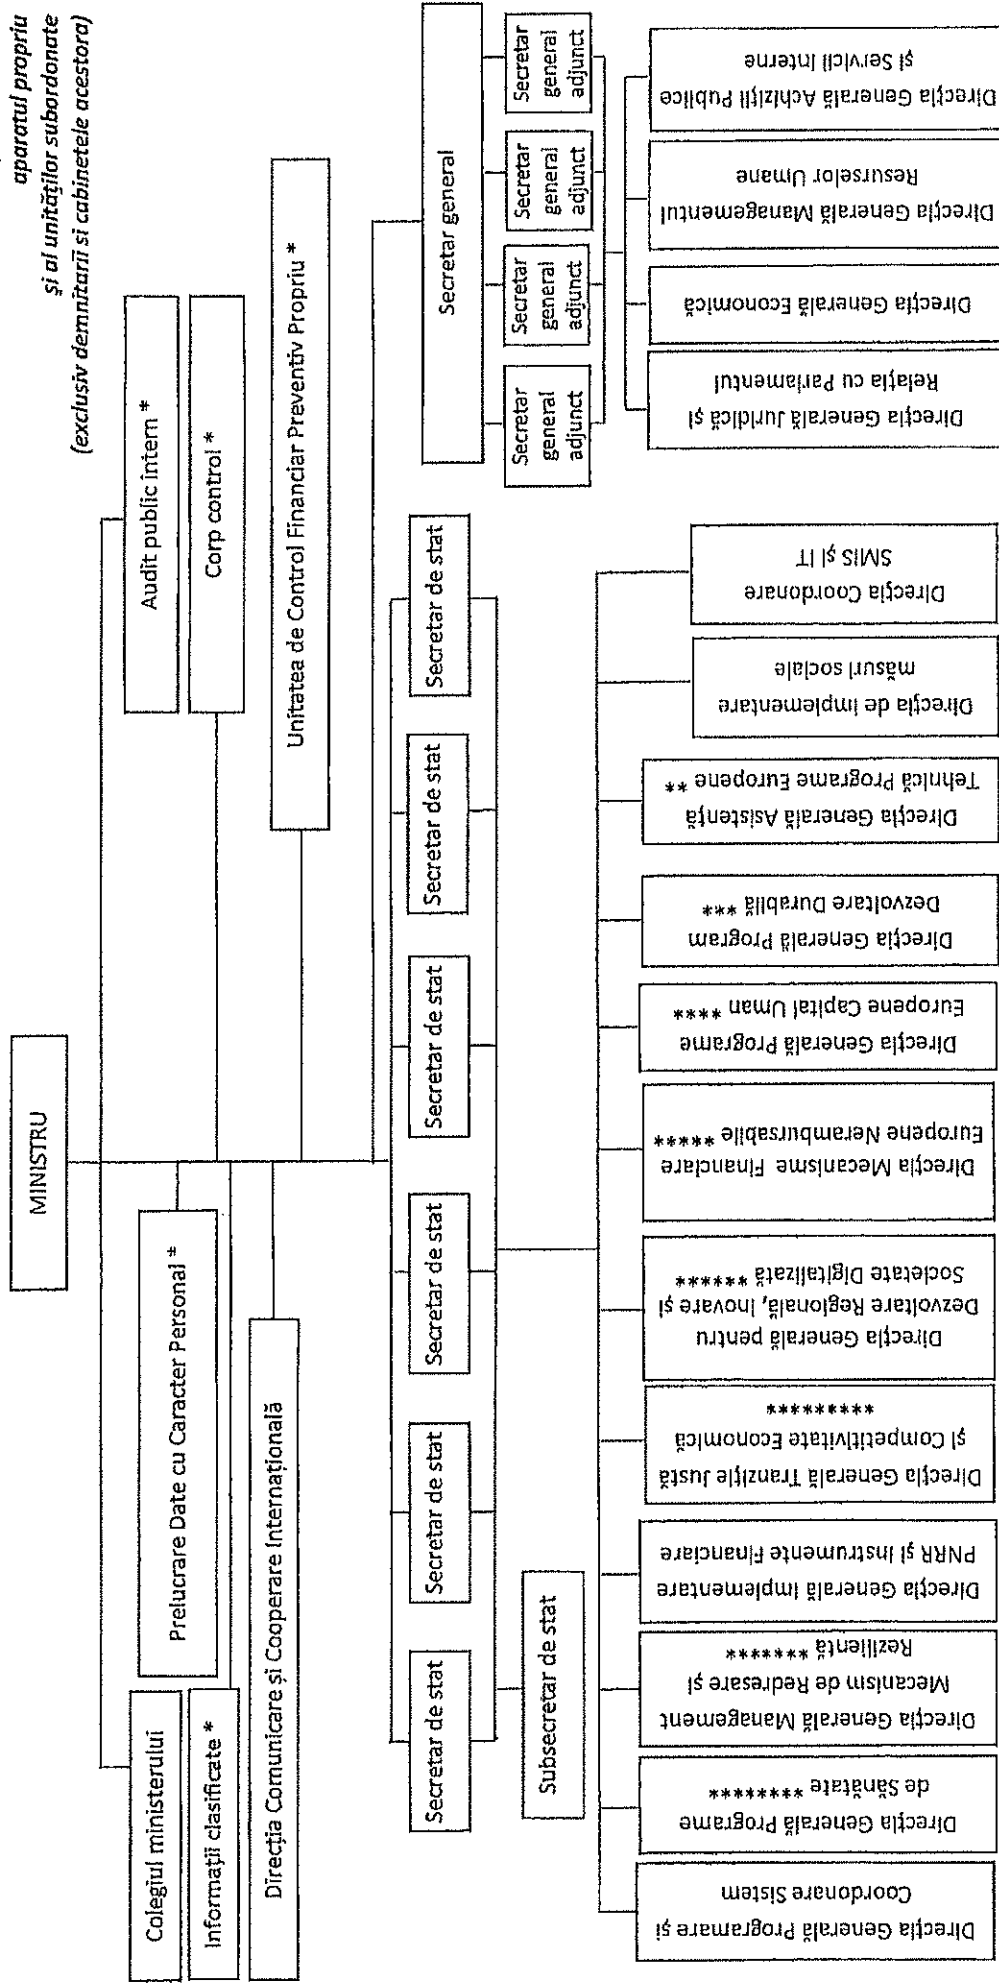 aparatul propriu
și al unităților subordonate
(exclusiv demnitarii si cabinetele acestora)
MINISTRU
Colegiul ministerului
Audit public intern *
Prelucrare Date cu Caracter Personal *
Corp control *
Informații clasificate *
Unitatea de Control Financiar Preventiv Propriu *
Direcția Comunicare și Cooperare Internațională
Secretar de stat
Secretar de stat
Secretar de stat
Secretar de stat
Secretar de stat
Secretar de stat
Secretar general
Subsecretar de stat
Secretar
general
adjunct
Secretar
general
adjunct
Secretar
general
adjunct
Secretar
general
adjunct
Direcția Generală Programare și
Coordonare Sistem
Direcția Generală Programe
de Sănătate ********
Direcția Generală Management
Mecanism de Redresare și
Reziliență *******
Direcția Generală Implementare
PNRR și Instrumente Financiare
Direcția Generală Tranziție Justă
și Competitivitate Economică
*********
Direcția Generală pentru
Dezvoltare Regională, Inovare și
Societate Digitalizată ******
Direcția Mecanisme Financiare
Europene Nerambursabile *****
Direcția Generală Programe
Europene Capital Uman ****
Direcția Generală Program
Dezvoltare Durabilă ***
Direcția Generală Asistență
Tehnică Programe Europene **
Direcția de implementare
măsuri sociale
Direcția Coordonare
SMIS și IT
Direcția Generală Juridică și
Relația cu Parlamentul
Direcția Generală Economică
Direcția Generală Managementul
Resurselor Umane
Direcția Generală Achiziții Publice
și Servicii Interne